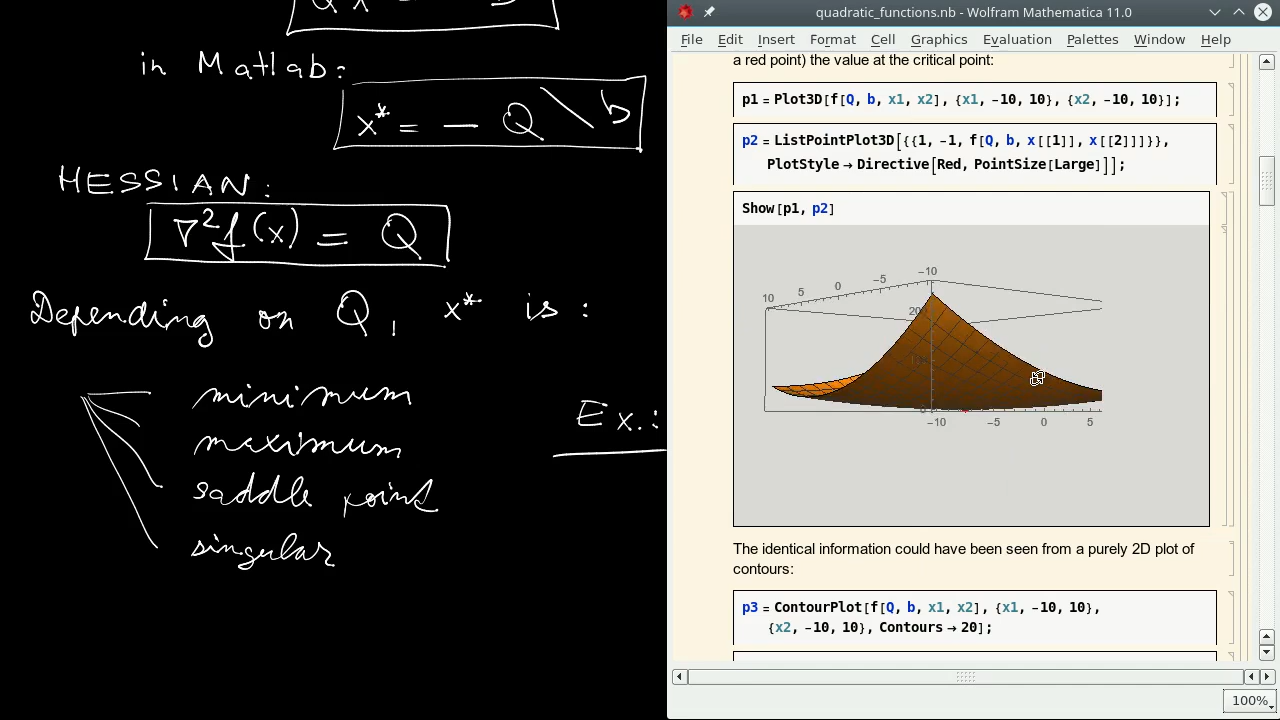 in Matlab:
x* = - Q \ b
HESSIAN:
∇²f(x) = Q
Depending on Q, x* is :
minimum
maximum
saddle point
singular
Ex.:
quadratic_functions.nb - Wolfram Mathematica 11.0
File Edit Insert Format Cell Graphics Evaluation Palettes Window Help
a red point) the value at the critical point:
p1 = Plot3D[f[Q, b, x1, x2], {x1, -10, 10}, {x2, -10, 10}];
p2 = ListPointPlot3D[{{1, -1, f[Q, b, x[[1]], x[[2]]]}},
PlotStyle → Directive[Red, PointSize[Large]]];
Show[p1, p2]
10 5 0 -5 -10
-10 -5 0 5
The identical information could have been seen from a purely 2D plot of
contours:
p3 = ContourPlot[f[Q, b, x1, x2], {x1, -10, 10},
{x2, -10, 10}, Contours → 20];
100%